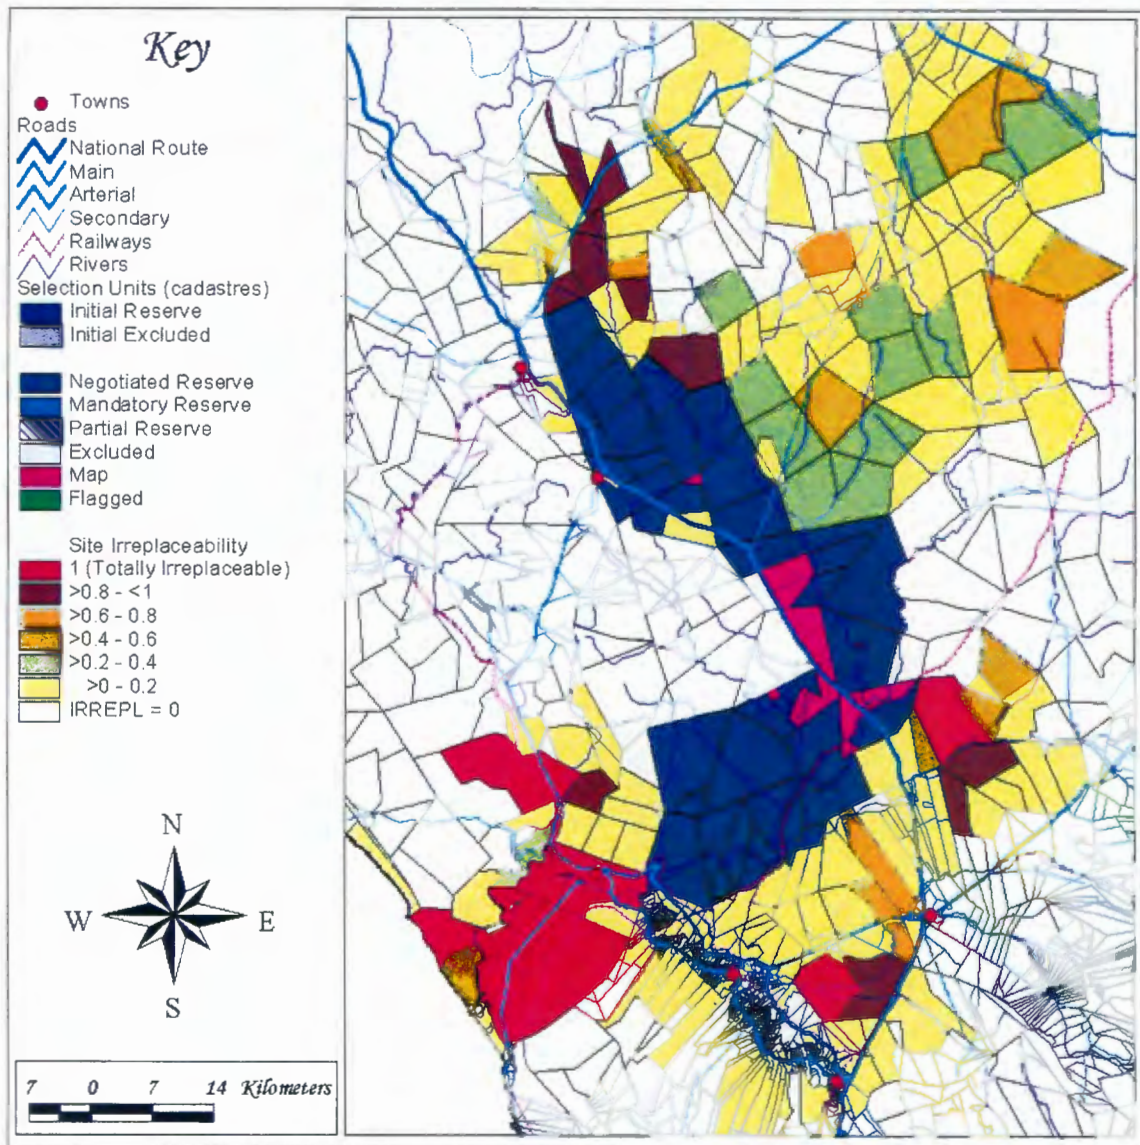 Key
Towns
Roads
National Route
Main
Arterial
Secondary
Railways
Rivers
Selection Units (cadastres)
Initial Reserve
Initial Excluded
Negotiated Reserve
Mandatory Reserve
Partial Reserve
Excluded
Map
Flagged
Site Irreplaceability
1 (Totally Irreplaceable)
>0.8 - <1
>0.6 - 0.8
>0.4 - 0.6
>0.2 - 0.4
>0 - 0.2
IRREPL = 0
N
W E
S
7 0 7 14 Kilometers